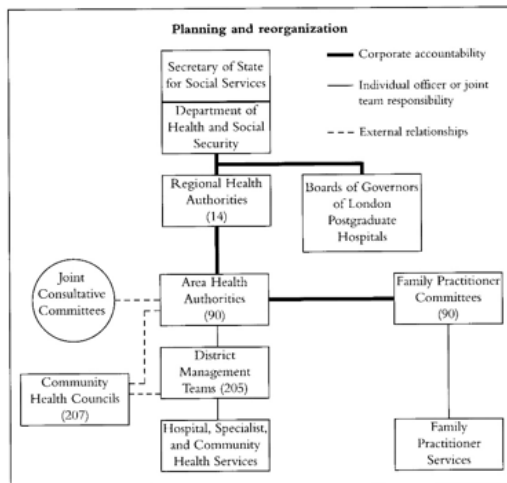 Planning and reorganization
Secretary of State
for Social Services
Department of
Health and Social
Security
Corporate accountability
Individual officer or joint
team responsibility
External relationships
Regional Health
Authorities
(14)
Boards of Governors
of London
Postgraduate
Hospitals
Joint
Consultative
Committees
Area Health
Authorities
(90)
Family Practitioner
Committees
(90)
District
Management
Teams (205)
Community
Health Councils
(207)
Hospital, Specialist,
and Community
Health Services
Family
Practitioner
Services